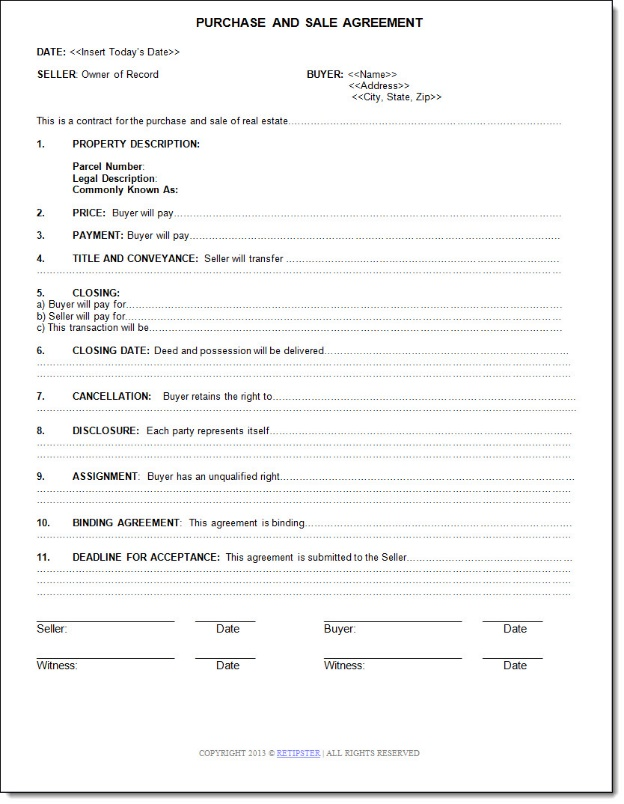 PURCHASE AND SALE AGREEMENT
DATE: <<Insert Today's Date>>
SELLER: Owner of Record BUYER: <<Name>>
<<Address>>
<<City, State, Zip>>
This is a contract for the purchase and sale of real estate……………………………………………………………………
1. PROPERTY DESCRIPTION:
Parcel Number:
Legal Description:
Commonly Known As:
2. PRICE: Buyer will pay……………………………………………………………………
3. PAYMENT: Buyer will pay……………………………………………………………………
4. TITLE AND CONVEYANCE: Seller will transfer ……………………………………………………
……………………………………………………………………………………
5. CLOSING:
a) Buyer will pay for……………………………………………………………………
b) Seller will pay for……………………………………………………………………
c) This transaction will be……………………………………………………………………
6. CLOSING DATE: Deed and possession will be delivered……………………………………………
……………………………………………………………………………………
……………………………………………………………………………………
7. CANCELLATION: Buyer retains the right to……………………………………………………
……………………………………………………………………………………
8. DISCLOSURE: Each party represents itself……………………………………………………
……………………………………………………………………………………
……………………………………………………………………………………
9. ASSIGNMENT: Buyer has an unqualified right……………………………………………………
……………………………………………………………………………………
……………………………………………………………………………………
10. BINDING AGREEMENT: This agreement is binding……………………………………………
……………………………………………………………………………………
11. DEADLINE FOR ACCEPTANCE: This agreement is submitted to the Seller……………………………
……………………………………………………………………………………
……………………………………………………………………………………
……………………………………………………………………………………
Seller: Date Buyer: Date
Witness: Date Witness: Date
COPYRIGHT 2013 © RETIPSTER | ALL RIGHTS RESERVED